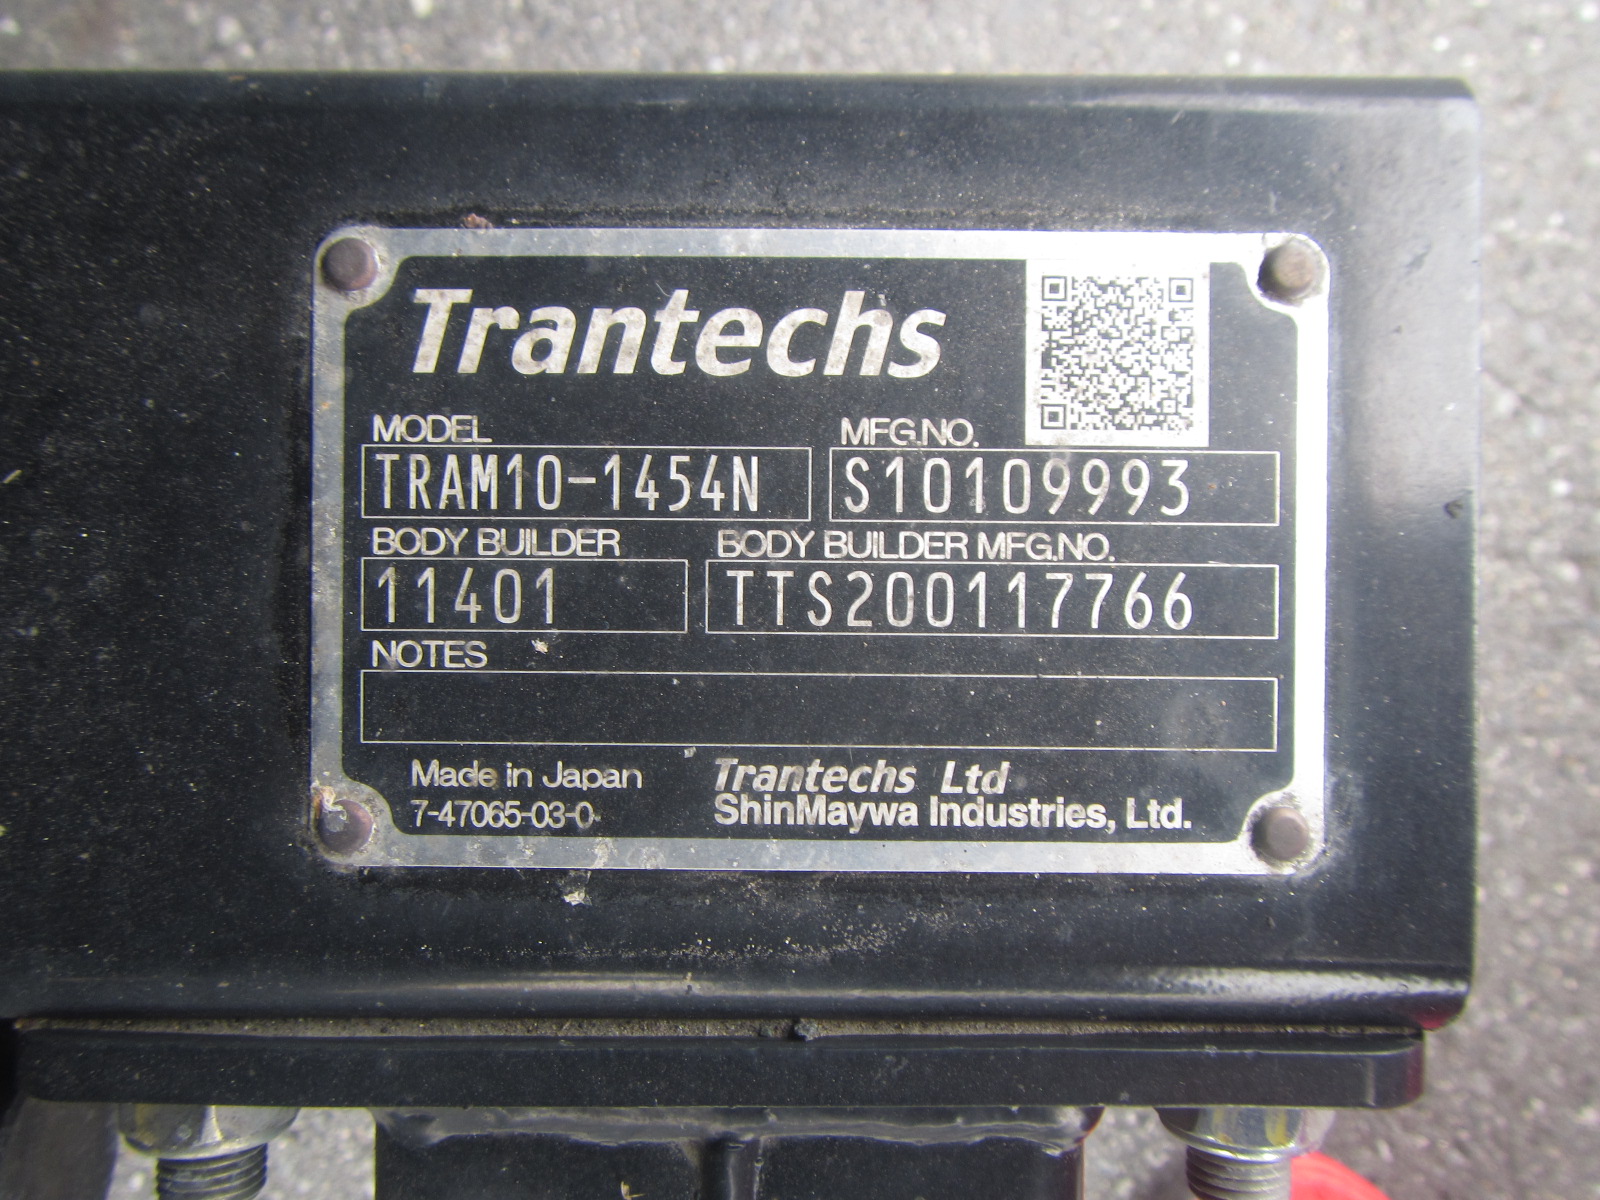 Trantechs
MODEL MFG.NO.
TRAM10-1454N S10109993
BODY BUILDER BODY BUILDER MFG.NO.
11401 TTS200117766
NOTES
Made in Japan Trantechs Ltd
7-47065-03-0 ShinMaywa Industries, Ltd.